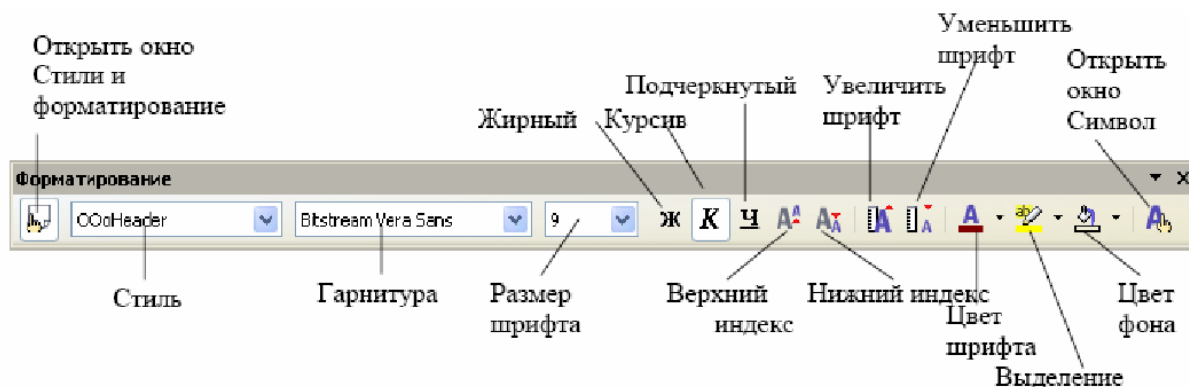 Открыть окно
Стили и
форматирование
Жирный
Курсив
Подчеркнутый
Увеличить
шрифт
Уменьшить
шрифт
Открыть
окно
Символ
Форматирование
OOoHeader
Bitstream Vera Sans
9
Ж
К
Ч
Стиль
Гарнитура
Размер
шрифта
Верхний
индекс
Нижний индекс
Цвет
шрифта
Выделение
Цвет
фона